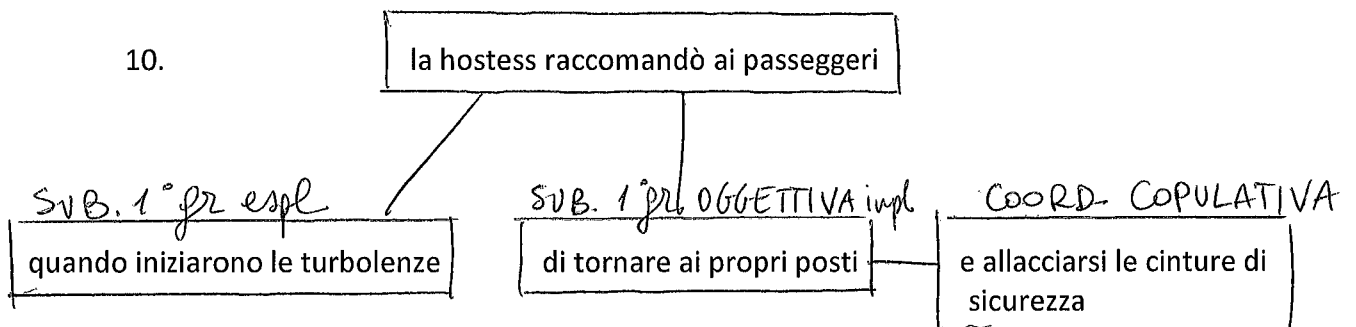 10.
la hostess raccomandò ai passeggeri
SUB. 1° gr espl
SUB. 1° gr OGGETTIVA impl
COORD. COPULATIVA
quando iniziarono le turbolenze
di tornare ai propri posti
e allacciarsi le cinture di
sicurezza